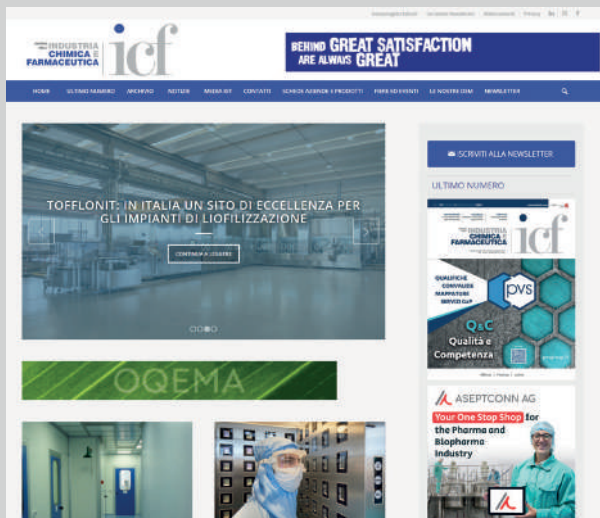 INDUSTRIA
CHIMICA E
FARMACEUTICA
icf
BEHIND GREAT SATISFACTION
ARE ALWAYS GREAT
HOME ULTIMO NUMERO ARCHIVIO NOTIZIE MEDIA KIT CONTATTI SCHEDE AZIENDE E PRODOTTI FIERE ED EVENTI LE NOSTRE DEM NEWSLETTER
TOFFLONIT: IN ITALIA UN SITO DI ECCELLENZA PER
GLI IMPIANTI DI LIOFILIZZAZIONE
CONTINUA A LEGGERE
OQEMA
ISCRIVITI ALLA NEWSLETTER
ULTIMO NUMERO
INDUSTRIA
CHIMICA E
FARMACEUTICA
icf
QUALIFICHE
CONVALIDE
MAPPATURE
SERVIZI GxP
pvs
Q&C
Qualità e
Competenza
ASEPTCONN AG
Your One Stop Shop for
the Pharma and
Biopharma
Industry